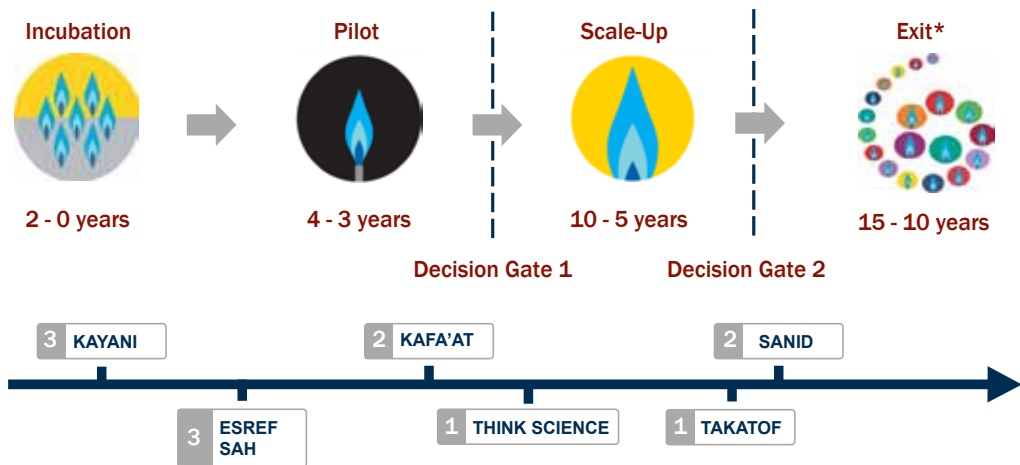 Incubation
Pilot
Scale-Up
Exit*
2 - 0 years
4 - 3 years
10 - 5 years
15 - 10 years
Decision Gate 1
Decision Gate 2
3 KAYANI
2 KAFA'AT
2 SANID
3 ESREF
SAH
1 THINK SCIENCE
1 TAKATOF